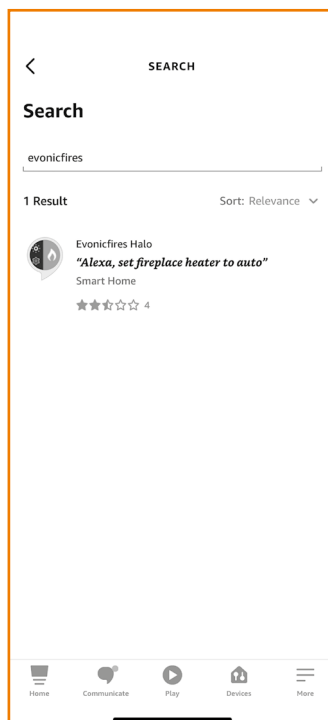 SEARCH
Search
evonicfires
1 Result Sort: Relevance
Evonicfires Halo
“Alexa, set fireplace heater to auto”
Smart Home
4
Home Communicate Play Devices More